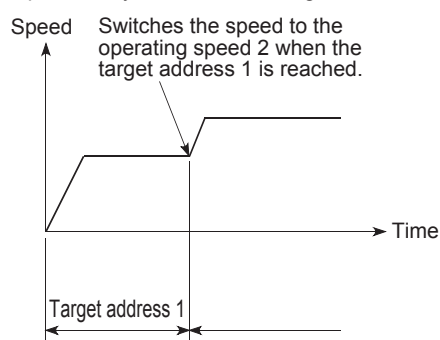 Speed
Switches the speed to the
operating speed 2 when the
target address 1 is reached.
Time
Target address 1